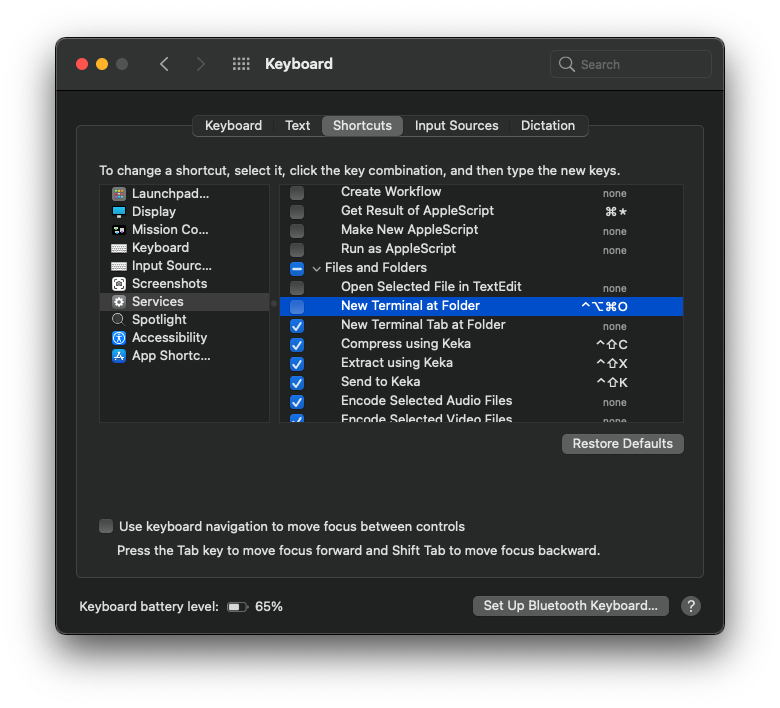 Keyboard
Search
Keyboard Text Shortcuts Input Sources Dictation
To change a shortcut, select it, click the key combination, and then type the new keys.
Launchpad...
Display
Mission Co...
Keyboard
Input Sourc...
Screenshots
Services
Spotlight
Accessibility
App Shortc...
Create Workflow none
Get Result of AppleScript ⌘*
Make New AppleScript none
Run as AppleScript none
Files and Folders
Open Selected File in TextEdit none
New Terminal at Folder ^⌥⌘O
New Terminal Tab at Folder none
Compress using Keka ^⇧C
Extract using Keka ^⇧X
Send to Keka ^⇧K
Encode Selected Audio Files none
Encode Selected Video Files none
Restore Defaults
Use keyboard navigation to move focus between controls
Press the Tab key to move focus forward and Shift Tab to move focus backward.
Keyboard battery level: 65%
Set Up Bluetooth Keyboard... ?